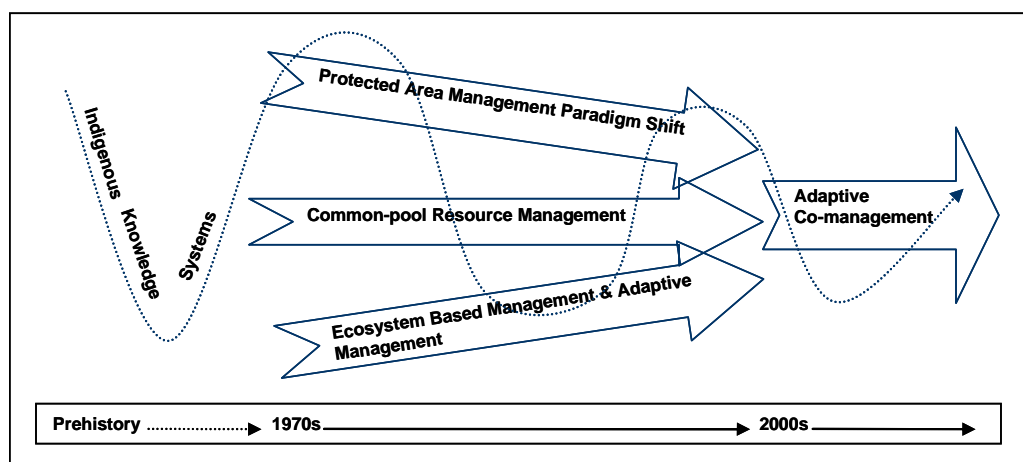 Indigenous Knowledge
Systems
Protected Area Management Paradigm Shift
Common-pool Resource Management
Ecosystem Based Management & Adaptive
Management
Adaptive
Co-management
Prehistory
1970s
2000s